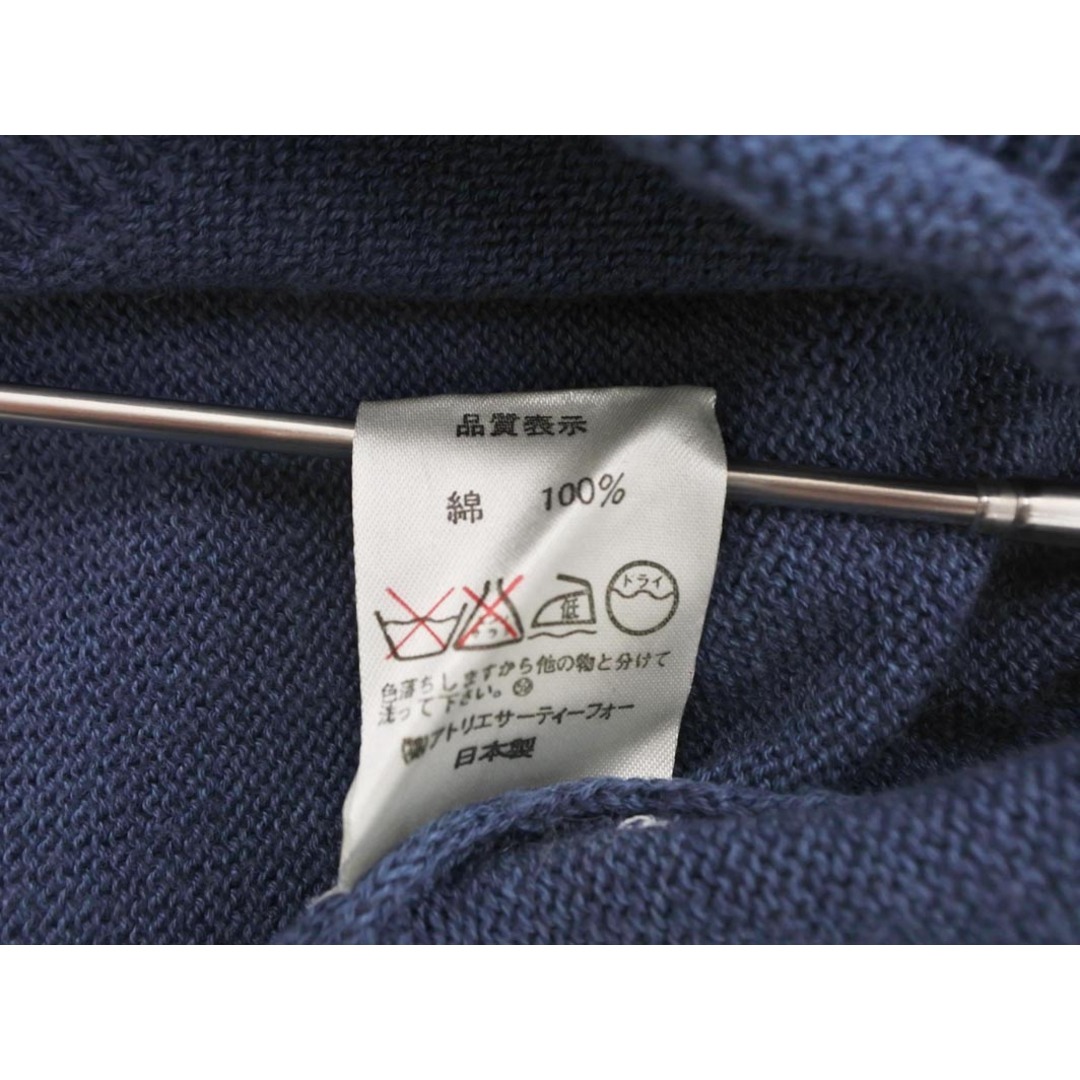 品質表示
綿 100%
低 ドライ
色落ちしますから他の物と分けて
洗って下さい。
㈱アトリエサーティーフォー
日本製